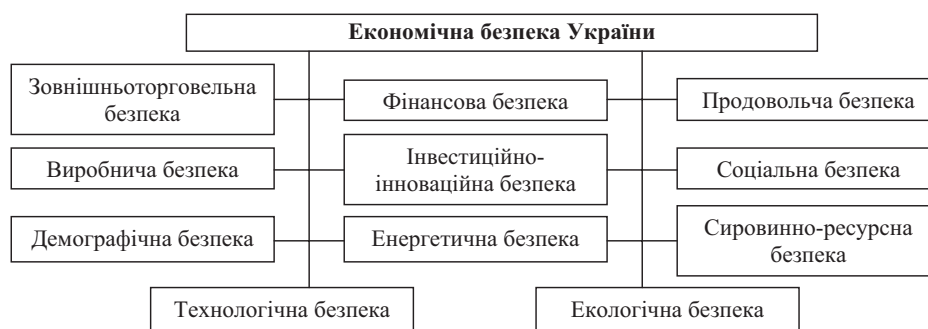 Економічна безпека України
Зовнішньоторговельна
безпека
Фінансова безпека
Продовольча безпека
Виробнича безпека
Інвестиційно-
інноваційна безпека
Соціальна безпека
Демографічна безпека
Енергетична безпека
Сировинно-ресурсна
безпека
Технологічна безпека
Екологічна безпека